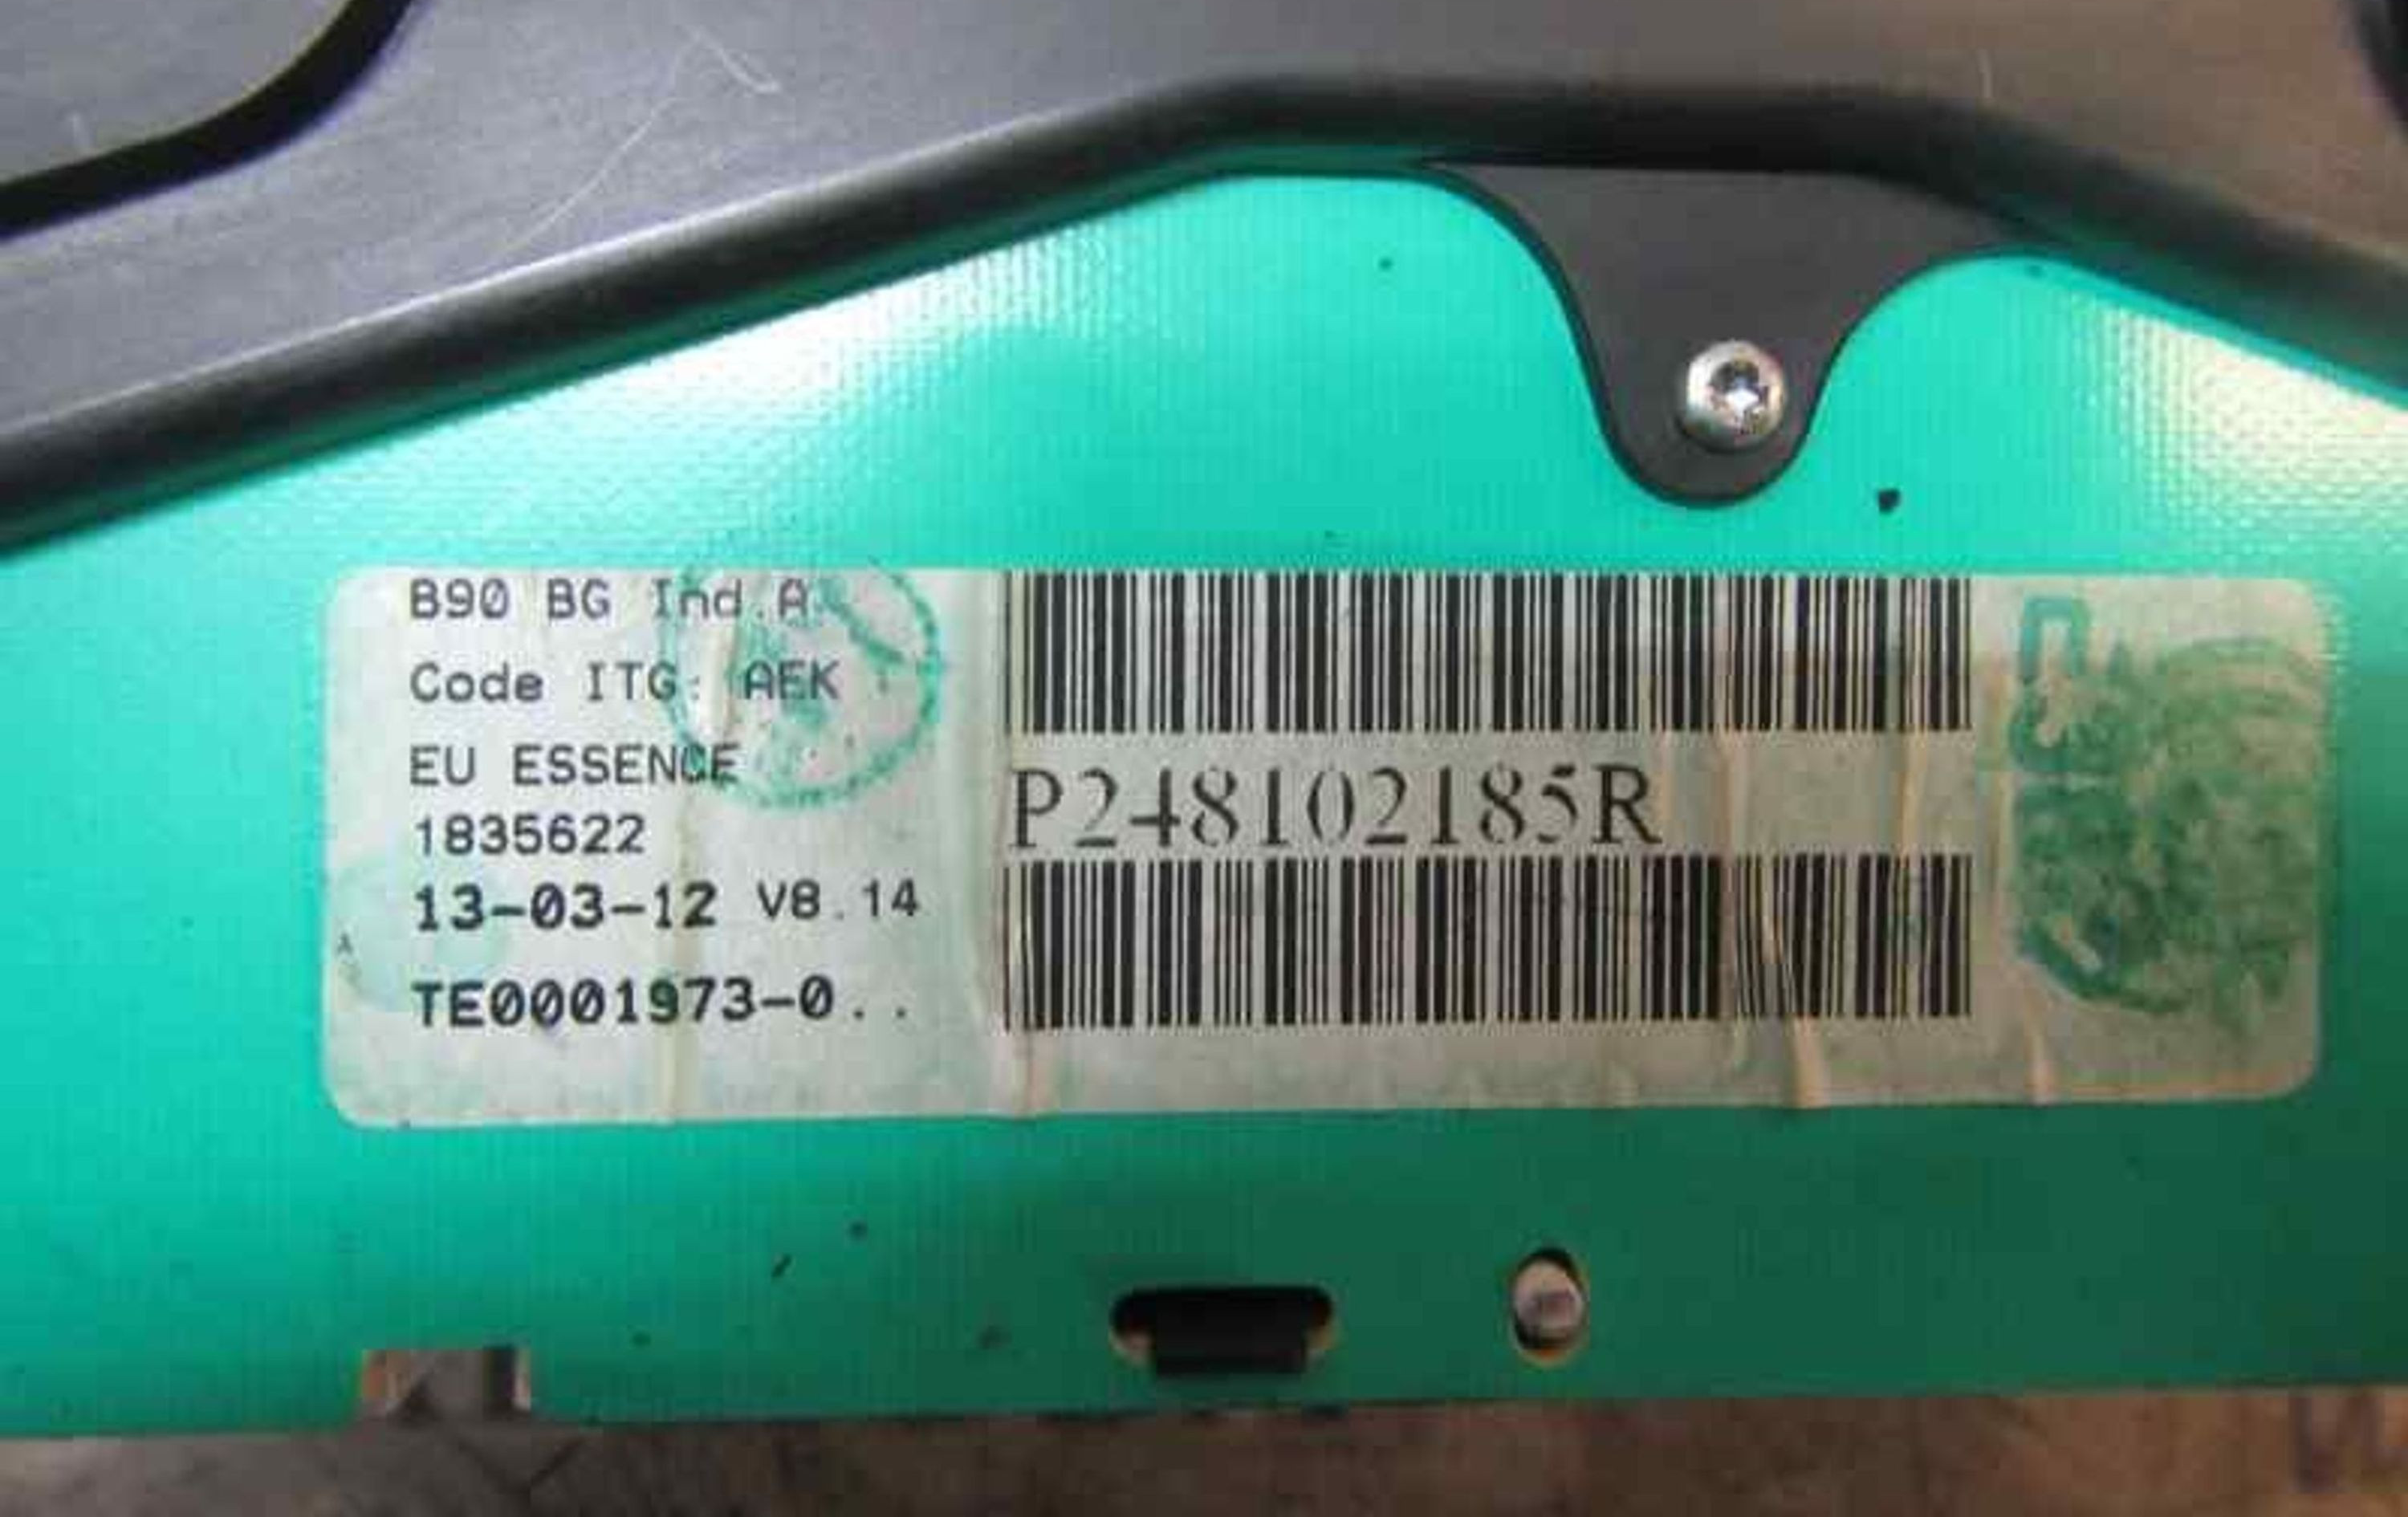 B90 BG Ind.A
Code ITG: AEK
EU ESSENCE
1835622
13-03-12 V8.14
TE0001973-0..
P248102185R